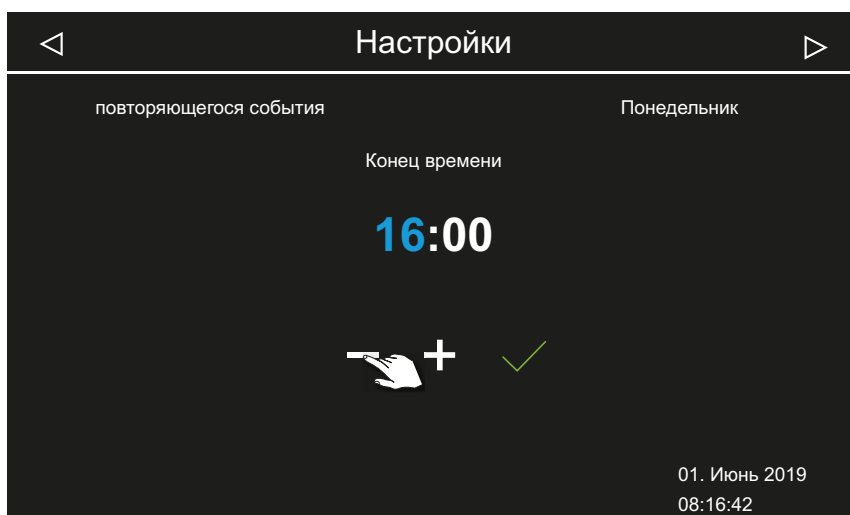 Настройки
повторяющегося события Понедельник
Конец времени
16:00
01. Июнь 2019
08:16:42